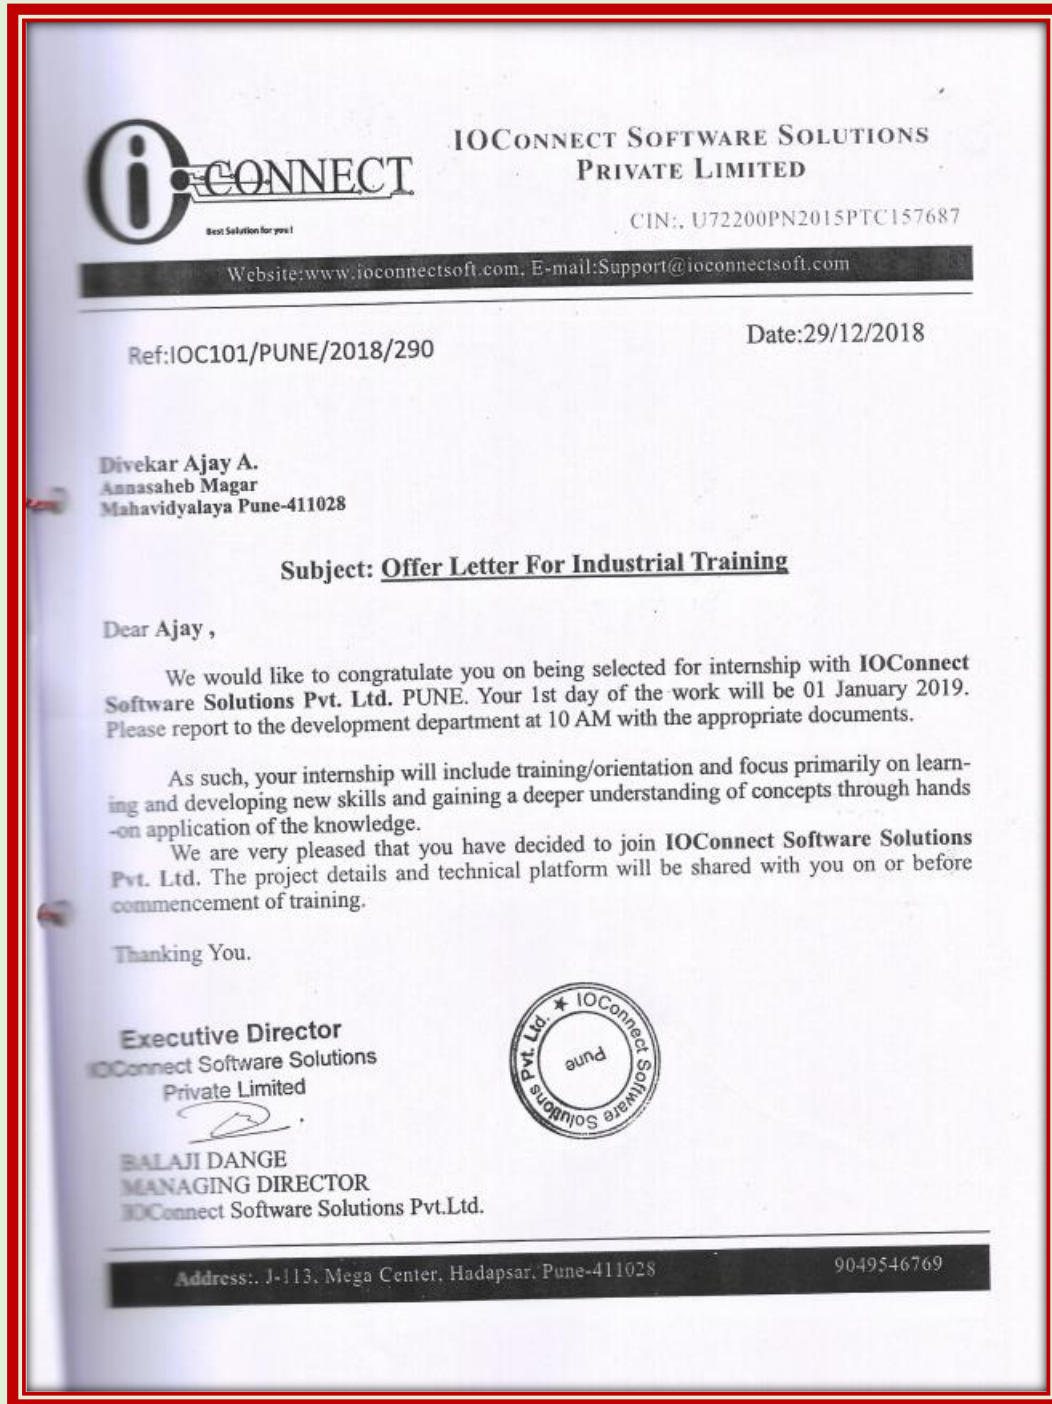 i CONNECT
Best Solution for you!
IOCONNECT SOFTWARE SOLUTIONS
PRIVATE LIMITED
CIN:. U72200PN2015PTC157687
Website:www.ioconnectsoft.com, E-mail:Support@ioconnectsoft.com
Ref:IOC101/PUNE/2018/290
Date:29/12/2018
Divekar Ajay A.
Annasaheb Magar
Mahavidyalaya Pune-411028
Subject: Offer Letter For Industrial Training
Dear Ajay ,
We would like to congratulate you on being selected for internship with IOConnect
Software Solutions Pvt. Ltd. PUNE. Your 1st day of the work will be 01 January 2019.
Please report to the development department at 10 AM with the appropriate documents.
As such, your internship will include training/orientation and focus primarily on learn-
ing and developing new skills and gaining a deeper understanding of concepts through hands
-on application of the knowledge.
We are very pleased that you have decided to join IOConnect Software Solutions
Pvt. Ltd. The project details and technical platform will be shared with you on or before
commencement of training.
Thanking You.
Executive Director
IOConnect Software Solutions
Private Limited
BALAJI DANGE
MANAGING DIRECTOR
IOConnect Software Solutions Pvt.Ltd.
★ IOConnect Software Solutions Pvt. Ltd.
Pune
Address:. J-113, Mega Center, Hadapsar, Pune-411028
9049546769